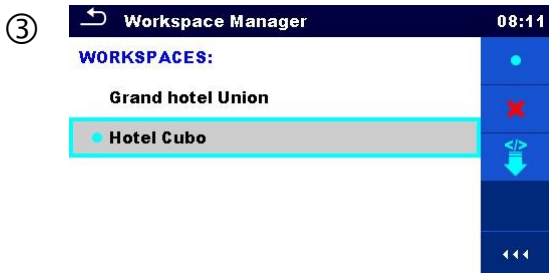 ③
Workspace Manager 08:11
WORKSPACES:
Grand hotel Union
Hotel Cubo